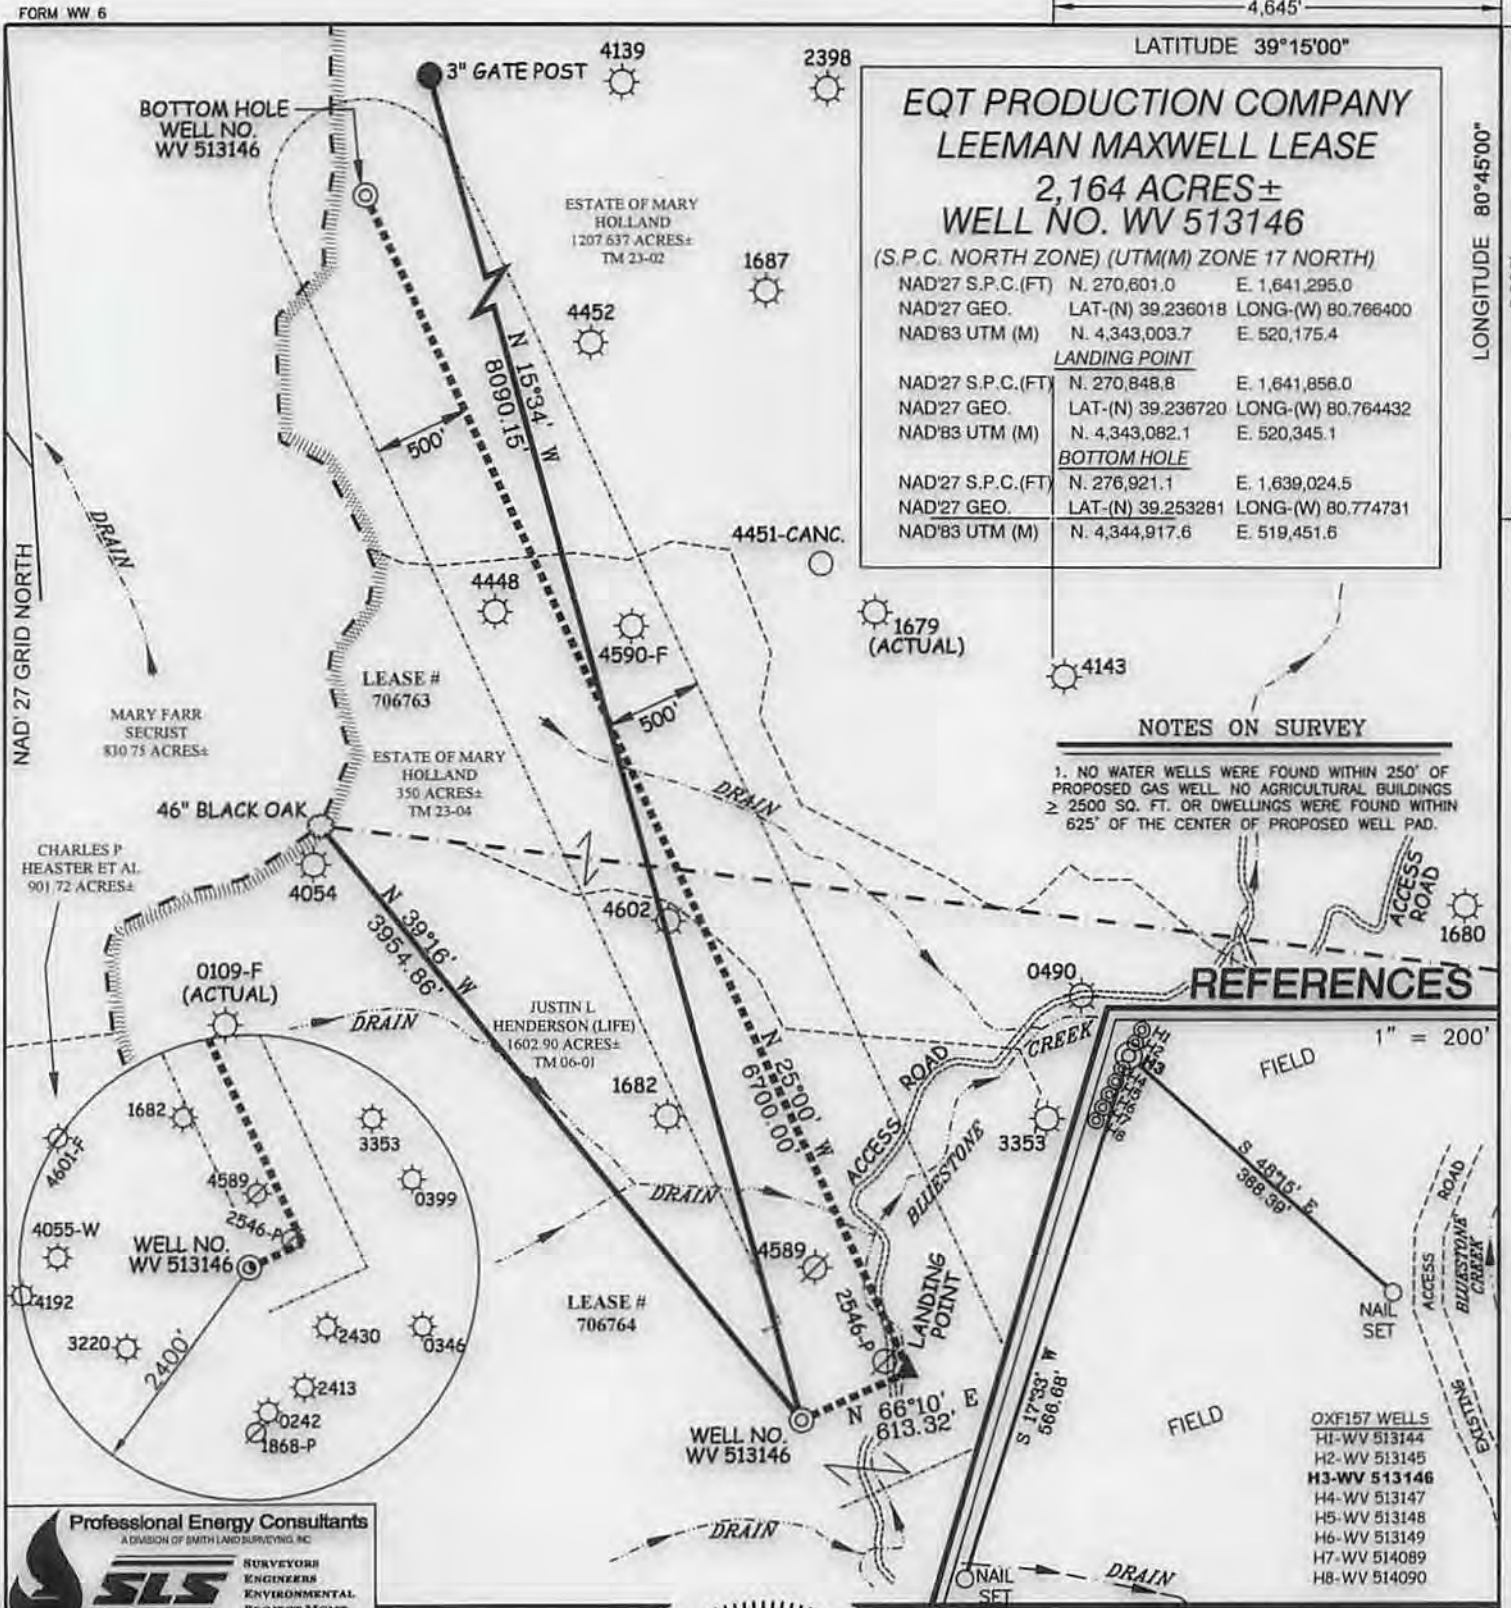 FORM WW 6
4,645'
LATITUDE 39°15'00"
LONGITUDE 80°45'00"
EQT PRODUCTION COMPANY
LEEMAN MAXWELL LEASE
2,164 ACRES±
WELL NO. WV 513146
(S.P.C. NORTH ZONE) (UTM(M) ZONE 17 NORTH)
NAD'27 S.P.C.(FT) N. 270,601.0 E. 1,641,295.0
NAD'27 GEO. LAT-(N) 39.236018 LONG-(W) 80.766400
NAD'83 UTM (M) N. 4,343,003.7 E. 520,175.4
LANDING POINT
NAD'27 S.P.C.(FT) N. 270,848.8 E. 1,641,856.0
NAD'27 GEO. LAT-(N) 39.236720 LONG-(W) 80.764432
NAD'83 UTM (M) N. 4,343,082.1 E. 520,345.1
BOTTOM HOLE
NAD'27 S.P.C.(FT) N. 276,921.1 E. 1,639,024.5
NAD'27 GEO. LAT-(N) 39.253281 LONG-(W) 80.774731
NAD'83 UTM (M) N. 4,344,917.6 E. 519,451.6
3" GATE POST
4139
2398
BOTTOM HOLE
WELL NO.
WV 513146
ESTATE OF MARY
HOLLAND
1207.637 ACRES±
TM 23-02
1687
4452
N 15°34' W
8090.15'
500'
DRAIN
NAD' 27 GRID NORTH
4451-CANC.
4448
4590-F
1679
(ACTUAL)
4143
LEASE #
706763
500'
MARY FARR
SECRIST
830.75 ACRES±
ESTATE OF MARY
HOLLAND
350 ACRES±
TM 23-04
DRAIN
NOTES ON SURVEY
1. NO WATER WELLS WERE FOUND WITHIN 250' OF
PROPOSED GAS WELL. NO AGRICULTURAL BUILDINGS
≥ 2500 SQ. FT. OR DWELLINGS WERE FOUND WITHIN
625' OF THE CENTER OF PROPOSED WELL PAD.
46" BLACK OAK
CHARLES P
HEASTER ET AL
901.72 ACRES±
4054
4602
N 39°16' W
3954.86'
ACCESS
ROAD
1680
0109-F
(ACTUAL)
0490
REFERENCES
DRAIN
JUSTIN L
HENDERSON (LIFE)
1602.90 ACRES±
TM 06-01
1682
N 25°00' W
6700.00'
ACCESS ROAD
BLUESTONE CREEK
3353
1" = 200'
H1
H2
H3
FIELD
S 48°15' E
368.39'
NAIL
SET
ACCESS ROAD
BLUESTONE
CREEK
EXISTING
1682
3353
4601-F
4589
0399
2546-P
4055-W
WELL NO.
WV 513146
4192
3220
2430
0346
2400'
2413
0242
1868-P
DRAIN
4589
2546-P
LANDING
POINT
LEASE #
706764
N 66°10' E
613.32'
WELL NO.
WV 513146
S 17°33' W
566.68'
FIELD
OXF157 WELLS
H1-WV 513144
H2-WV 513145
H3-WV 513146
H4-WV 513147
H5-WV 513148
H6-WV 513149
H7-WV 514089
H8-WV 514090
DRAIN
NAIL
SET
DRAIN
Professional Energy Consultants
A DIVISION OF SMITH LAND SURVEYING, INC.
SLS
SURVEYORS
ENGINEERS
ENVIRONMENTAL
PROJECT MGMT.